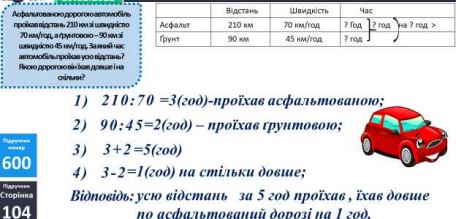 Асфальтованою дорогою автомобіль
проїхав відстань 210 км зі швидкістю
70 км/год, а ґрунтовою – 90 км зі
швидкістю 45 км/год. За який час
автомобіль проїхав усю відстань?
Якою дорогою він їхав довше і на
скільки?
Відстань Швидкість Час
Асфальт 210 км 70 км/год ? Год ? год на ? год >
Ґрунт 90 км 45 км/год ? год
1) 210:70 =3(год)-проїхав асфальтованою;
2) 90:45=2(год) – проїхав ґрунтовою;
3) 3+2=5(год)
4) 3-2=1(год) на стільки довше;
Відповідь: усю відстань за 5 год проїхав , їхав довше
по асфальтованій дорозі на 1 год.
Підручник
номер
600
Підручник
Сторінка
104